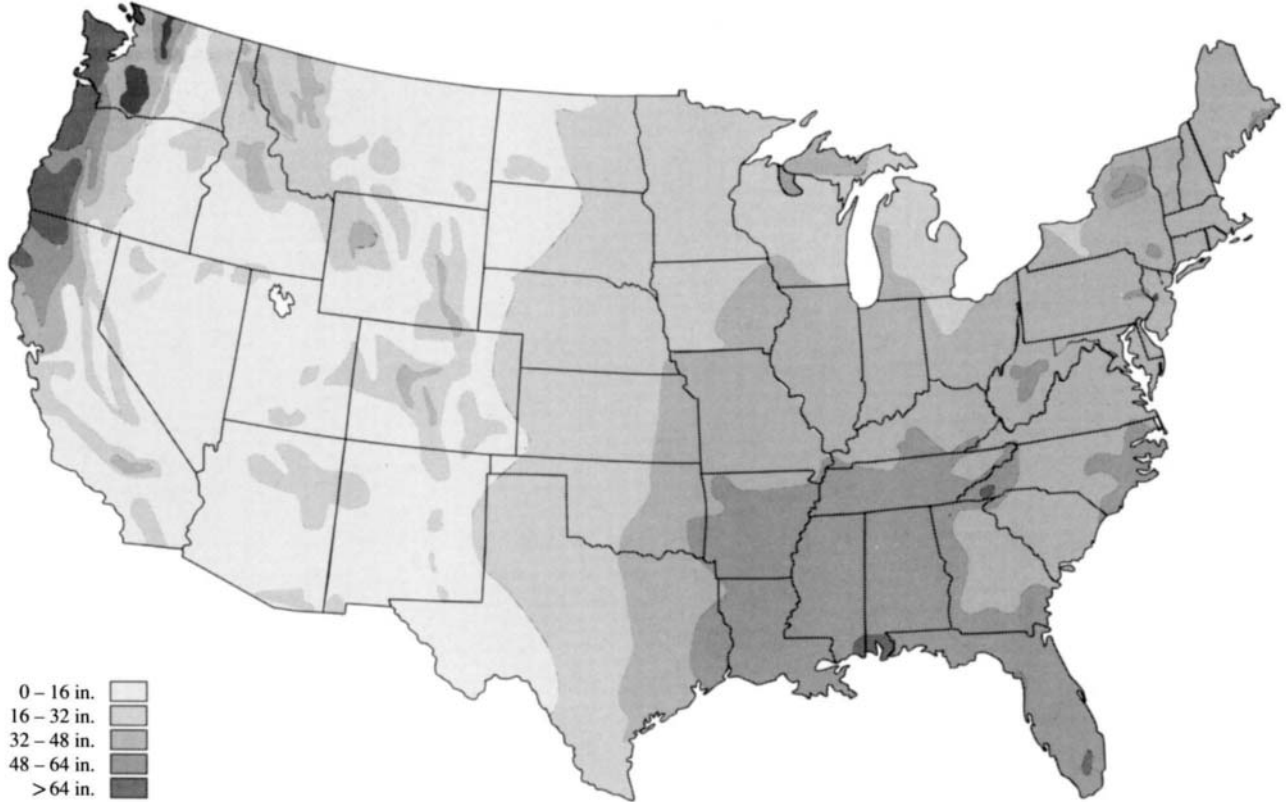 0 – 16 in.
16 – 32 in.
32 – 48 in.
48 – 64 in.
> 64 in.